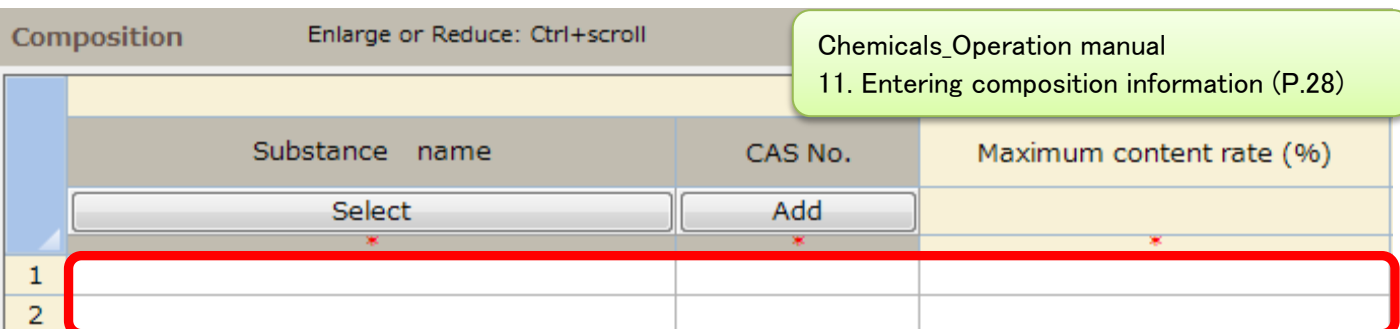 Composition Enlarge or Reduce: Ctrl+scroll
Chemicals_Operation manual
11. Entering composition information (P.28)
Substance name CAS No. Maximum content rate (%)
Select Add
* * *
1
2